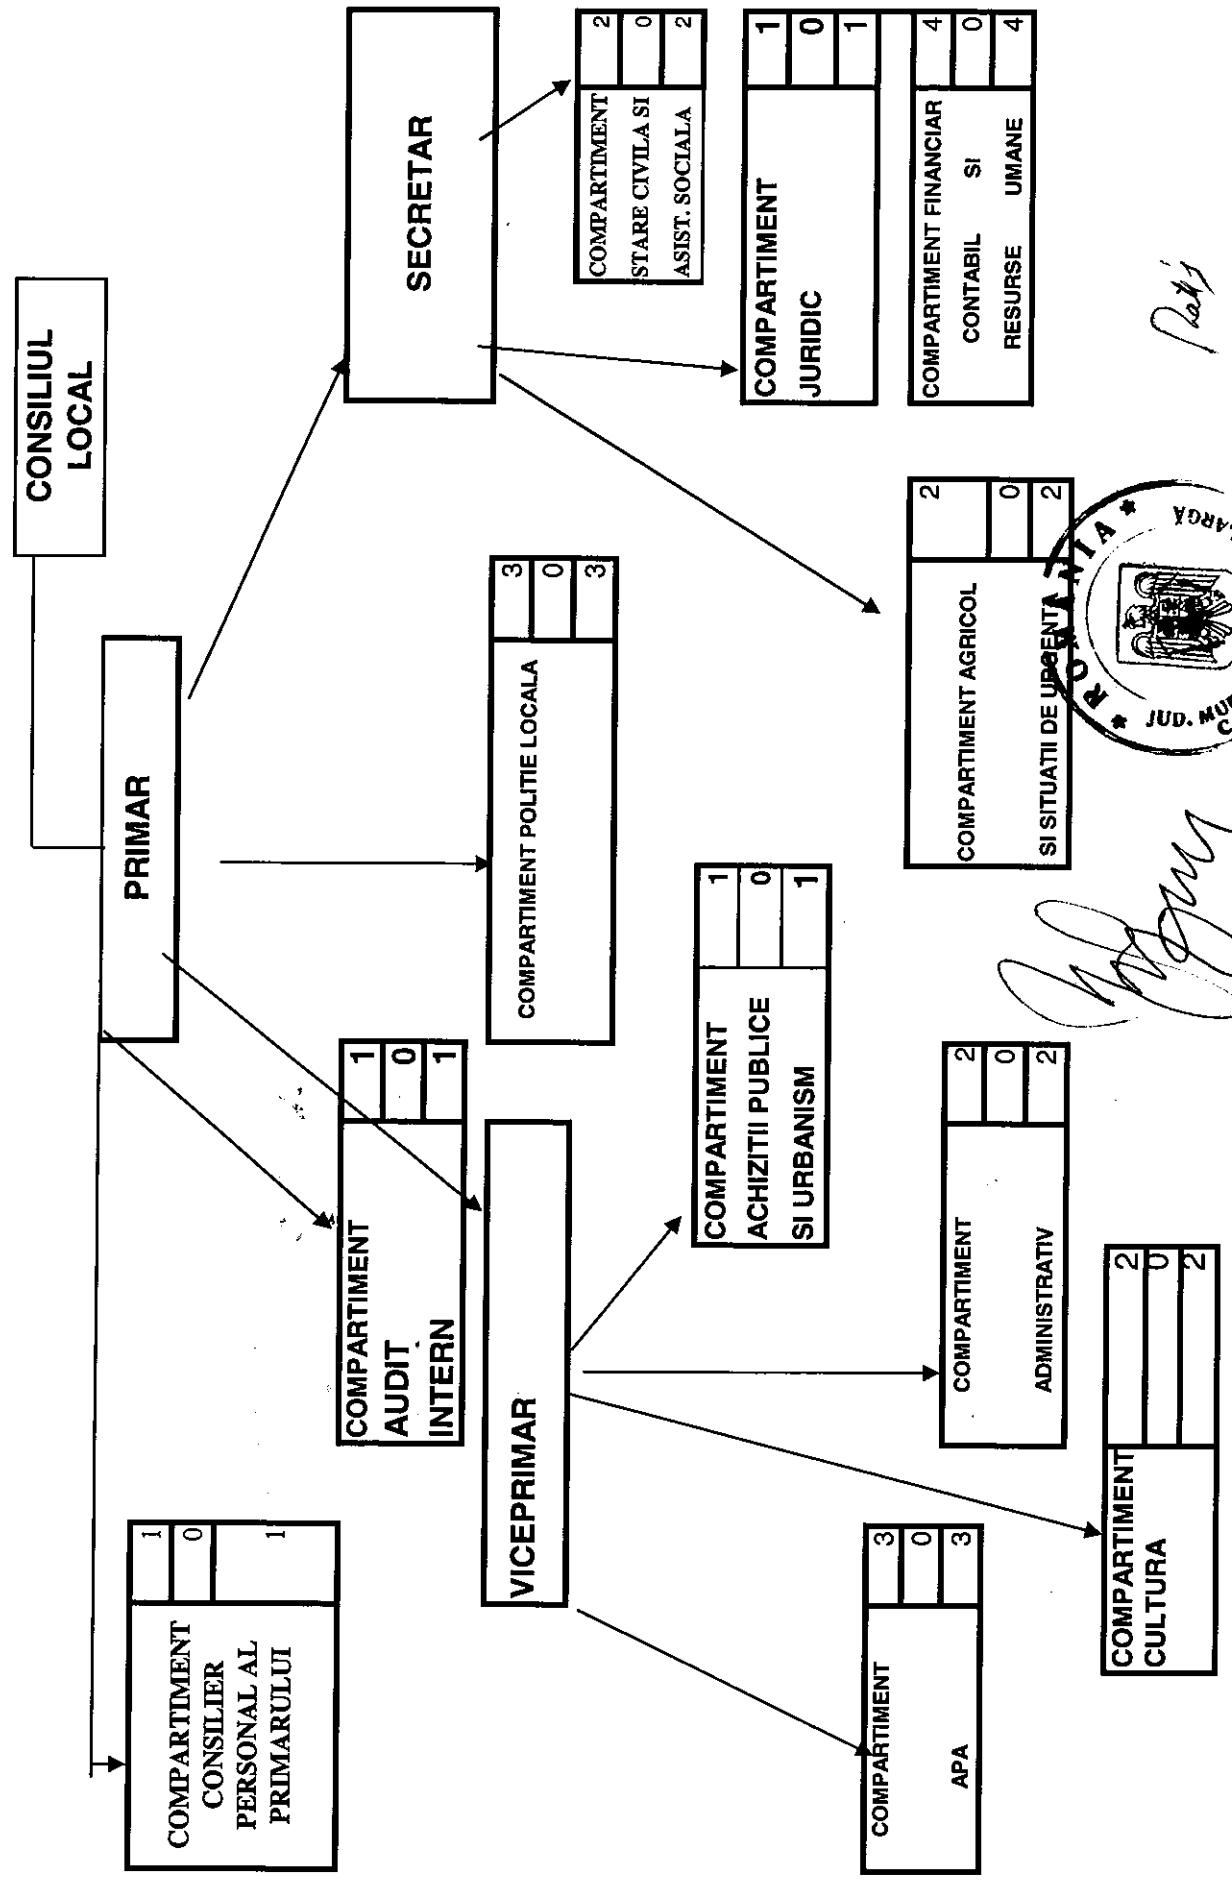 CONSILIUL
LOCAL
PRIMAR
COMPARTIMENT
CONSILIER
PERSONAL AL
PRIMARULUI
1
0
1
COMPARTIMENT
AUDIT
INTERN
1
0
1
SECRETAR
VICEPRIMAR
COMPARTIMENT POLITIE LOCALA
3
0
3
COMPARTIMENT
STARE CIVILA SI
ASIST. SOCIALA
2
0
2
COMPARTIMENT
ACHIZITII PUBLICE
SI URBANISM
1
0
1
COMPARTIMENT
JURIDIC
1
0
1
COMPARTIMENT
APA
3
0
3
COMPARTIMENT
ADMINISTRATIV
2
0
2
COMPARTIMENT AGRICOL
SI SITUATII DE URGENTA
2
0
2
COMPARTIMENT FINANCIAR
CONTABIL SI
RESURSE UMANE
4
0
4
COMPARTIMENT
CULTURA
2
0
2
* ROMANIA *
JUD.